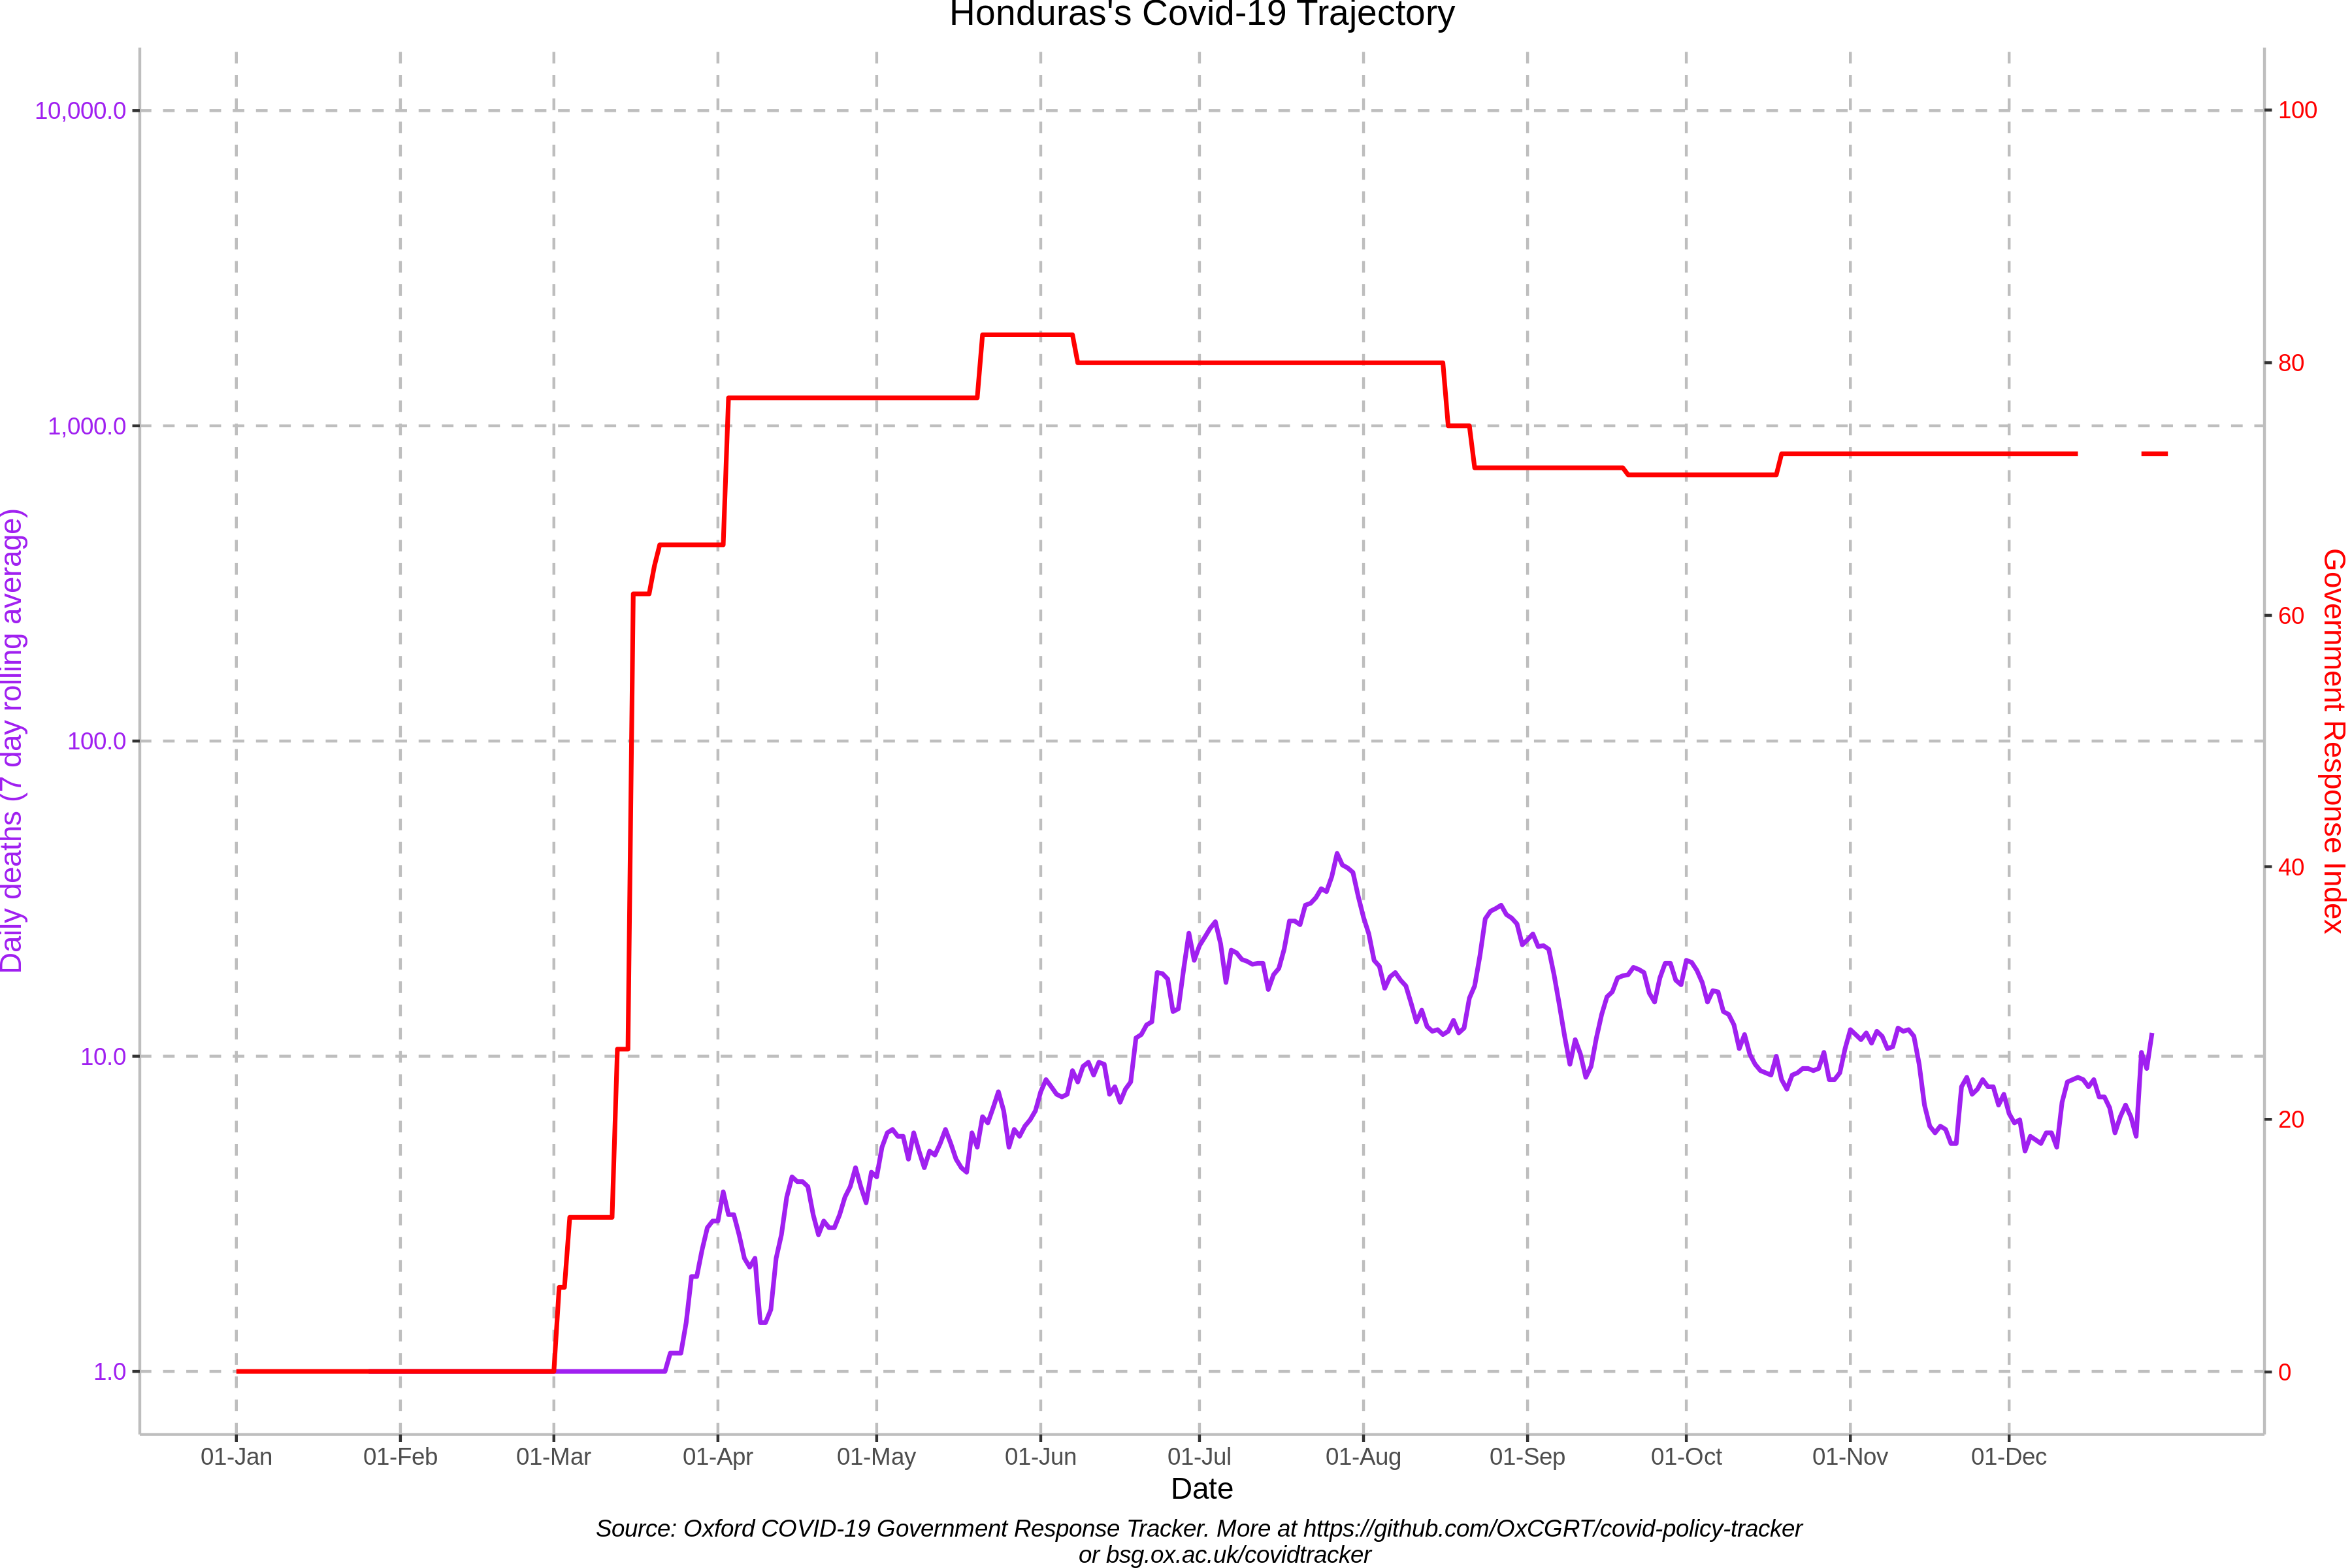 Honduras's Covid-19 Trajectory
10,000.0
1,000.0
100.0
10.0
1.0
Daily deaths (7 day rolling average)
100
80
60
40
20
0
Government Response Index
01-Jan 01-Feb 01-Mar 01-Apr 01-May 01-Jun 01-Jul 01-Aug 01-Sep 01-Oct 01-Nov 01-Dec
Date
Source: Oxford COVID-19 Government Response Tracker. More at https://github.com/OxCGRT/covid-policy-tracker
or bsg.ox.ac.uk/covidtracker